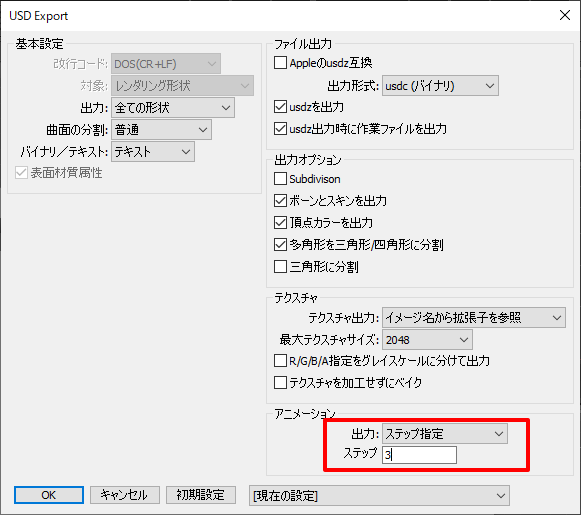 USD Export
基本設定
改行コード: DOS(CR+LF)
対象: レンダリング形状
出力: 全ての形状
曲面の分割: 普通
バイナリ／テキスト: テキスト
表面材質属性
ファイル出力
Appleのusdz互換
出力形式: usdc (バイナリ)
usdzを出力
usdz出力時に作業ファイルを出力
出力オプション
Subdivison
ボーンとスキンを出力
頂点カラーを出力
多角形を三角形/四角形に分割
三角形に分割
テクスチャ
テクスチャ出力: イメージ名から拡張子を参照
最大テクスチャサイズ: 2048
R/G/B/A指定をグレイスケールに分けて出力
テクスチャを加工せずにベイク
アニメーション
出力: ステップ指定
ステップ 3
OK キャンセル 初期設定 [現在の設定]